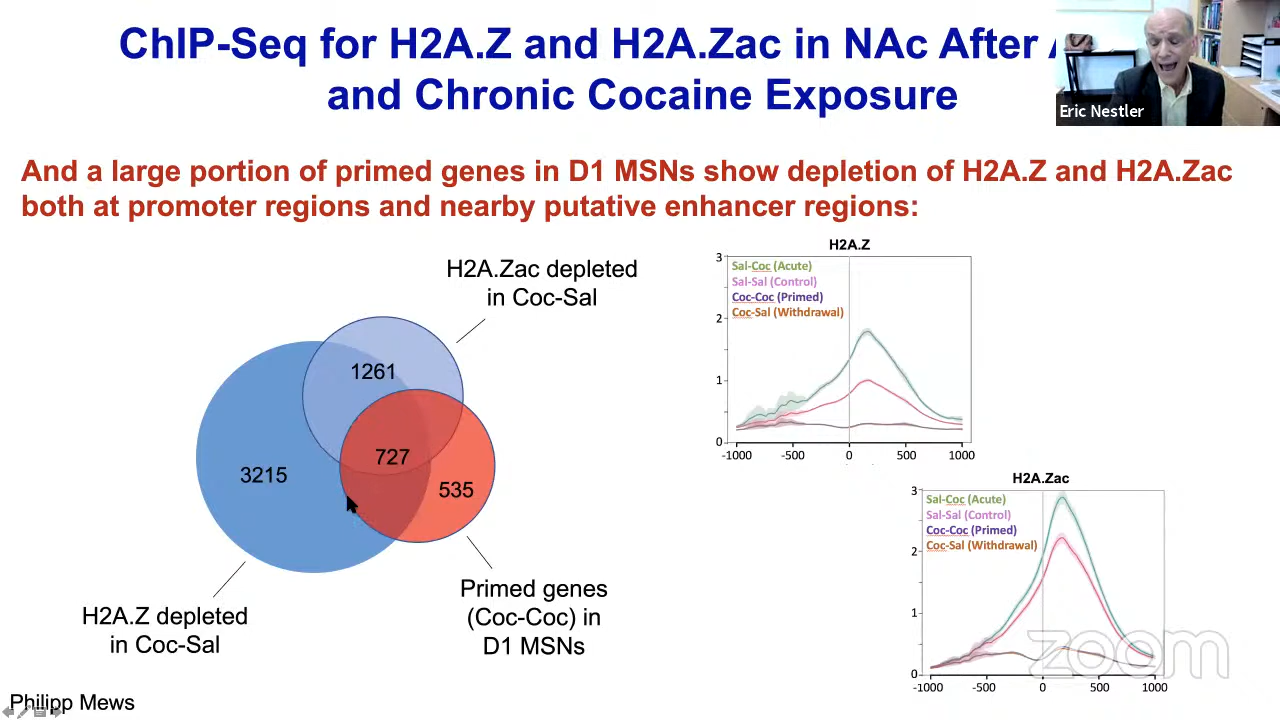 ChIP-Seq for H2A.Z and H2A.Zac in NAc After
and Chronic Cocaine Exposure
Eric Nestler
And a large portion of primed genes in D1 MSNs show depletion of H2A.Z and H2A.Zac
both at promoter regions and nearby putative enhancer regions:
H2A.Zac depleted
in Coc-Sal
1261
727
3215
535
H2A.Z depleted
in Coc-Sal
Primed genes
(Coc-Coc) in
D1 MSNs
H2A.Z
3
Sal-Coc (Acute)
Sal-Sal (Control)
Coc-Coc (Primed)
Coc-Sal (Withdrawal)
2
1
0
-1000 -500 0 500 1000
H2A.Zac
3
Sal-Coc (Acute)
Sal-Sal (Control)
Coc-Coc (Primed)
Coc-Sal (Withdrawal)
2
1
0
-1000 -500 0 500 1000
zoom
Philipp Mews